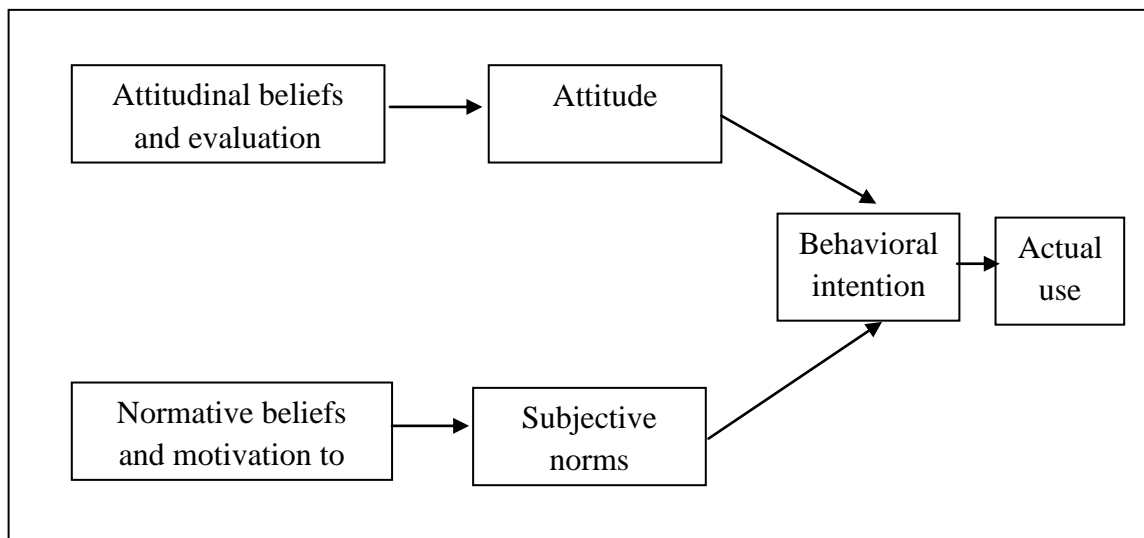 Attitudinal beliefs
and evaluation
Attitude
Behavioral
intention
Actual
use
Normative beliefs
and motivation to
Subjective
norms